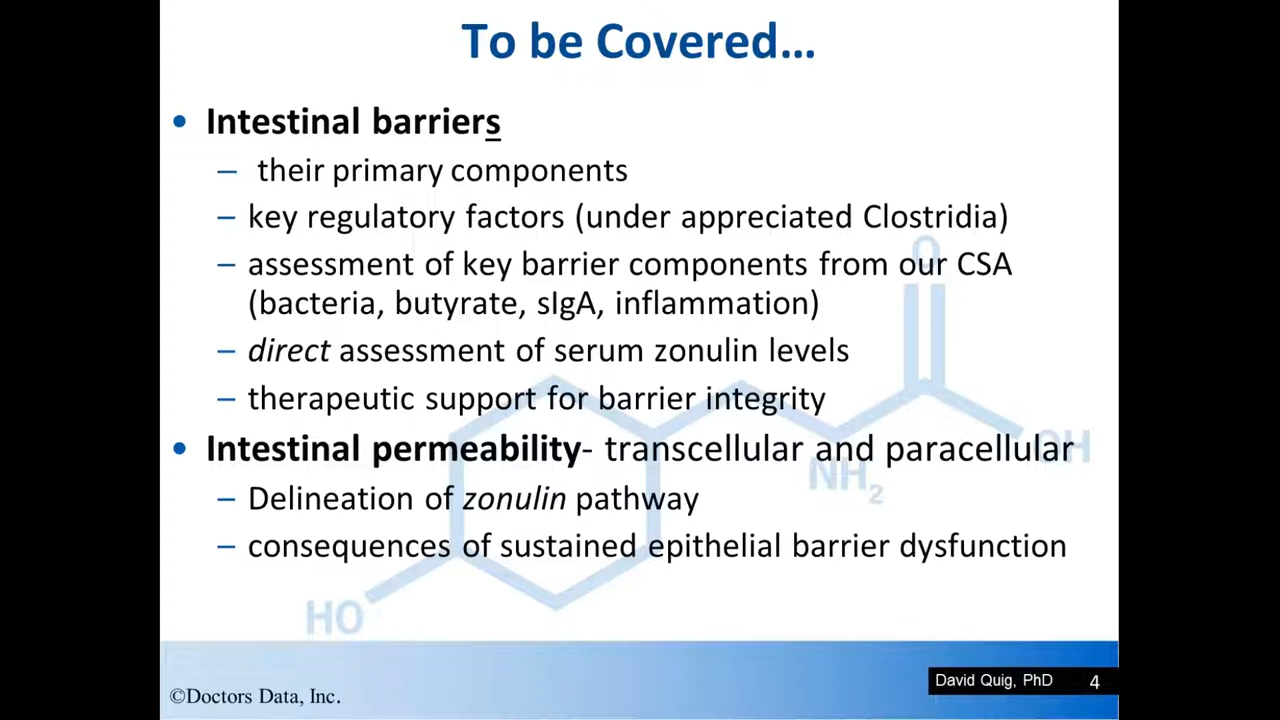 To be Covered...
• Intestinal barriers
– their primary components
– key regulatory factors (under appreciated Clostridia)
– assessment of key barrier components from our CSA
(bacteria, butyrate, sIgA, inflammation)
– direct assessment of serum zonulin levels
– therapeutic support for barrier integrity
• Intestinal permeability- transcellular and paracellular
– Delineation of zonulin pathway
– consequences of sustained epithelial barrier dysfunction
O
OH
NH2
HO
©Doctors Data, Inc.
David Quig, PhD 4